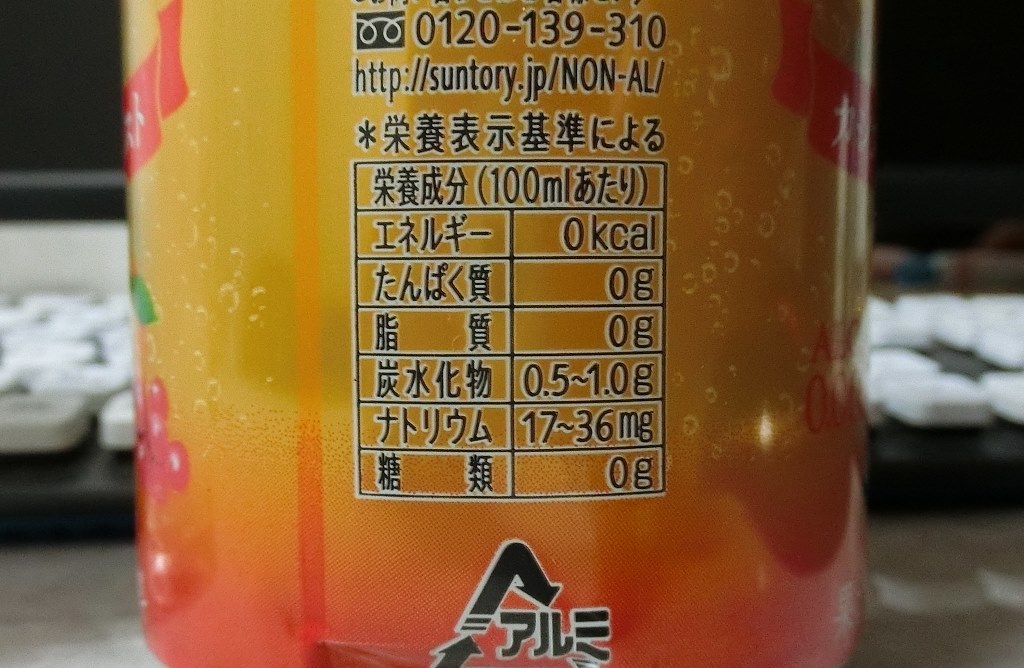 0120-139-310
http://suntory.jp/NON-AL/
*栄養表示基準による
栄養成分(100mlあたり)
エネルギー 0kcal
たんぱく質 0g
脂質 0g
炭水化物 0.5~1.0g
ナトリウム 17~36mg
糖類 0g
アルミ